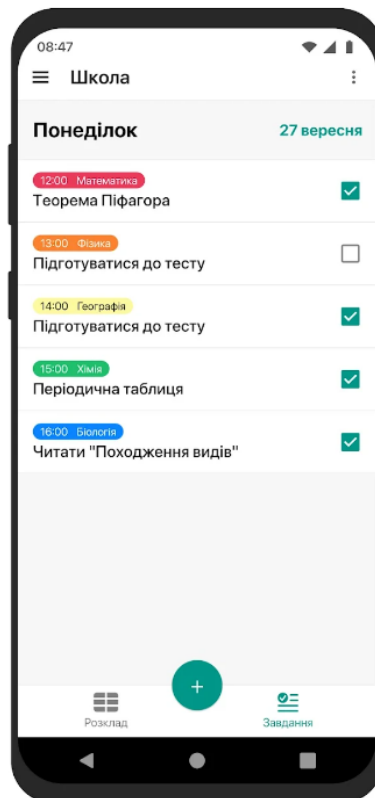 08:47
Школа
Понеділок 27 вересня
12:00 Математика
Теорема Піфагора
13:00 Фізика
Підготуватися до тесту
14:00 Географія
Підготуватися до тесту
15:00 Хімія
Періодична таблиця
16:00 Біологія
Читати "Походження видів"
Розклад Завдання